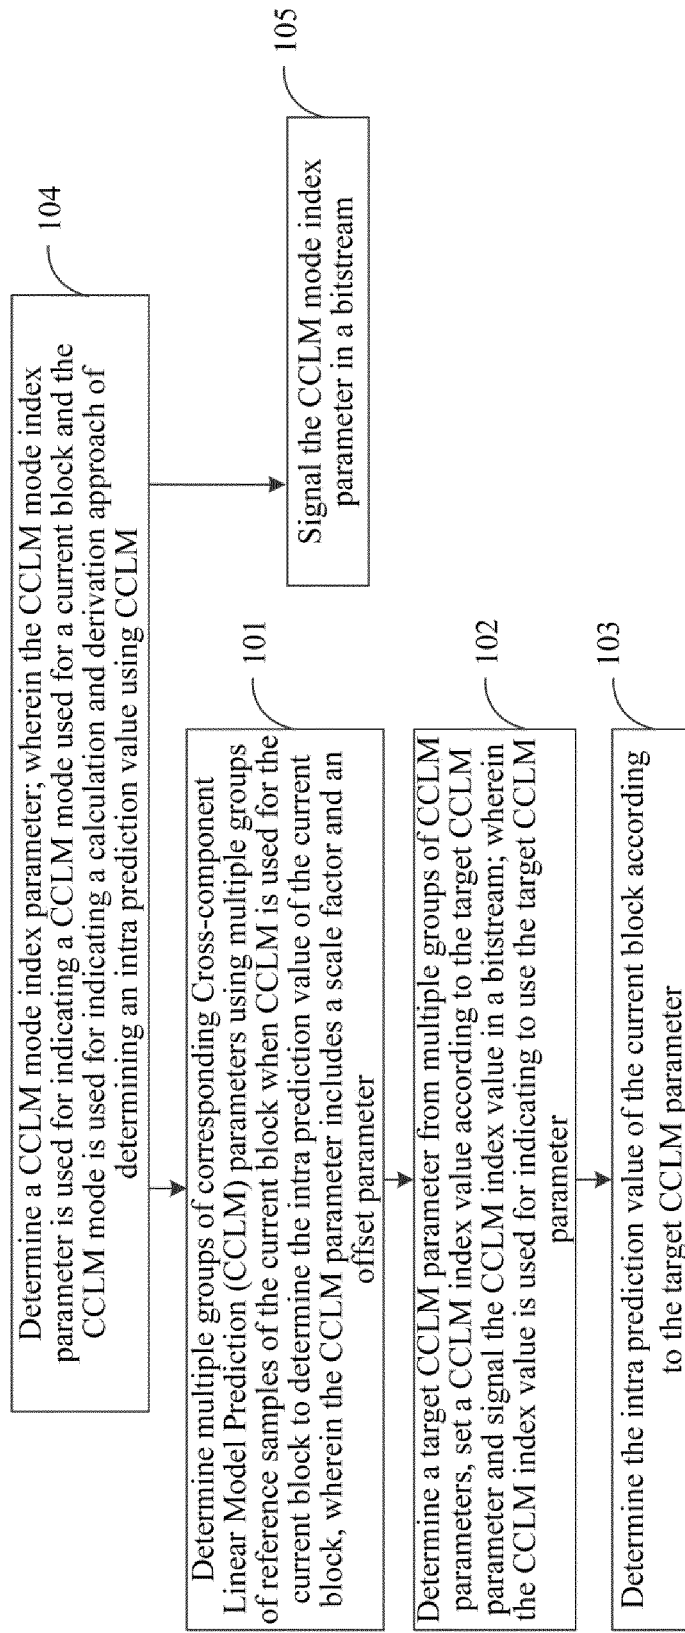 Determine a CCLM mode index parameter; wherein the CCLM mode index
parameter is used for indicating a CCLM mode used for a current block and the
CCLM mode is used for indicating a calculation and derivation approach of
determining an intra prediction value using CCLM
104
Determine multiple groups of corresponding Cross-component
Linear Model Prediction (CCLM) parameters using multiple groups
of reference samples of the current block when CCLM is used for the
current block to determine the intra prediction value of the current
block, wherein the CCLM parameter includes a scale factor and an
offset parameter
101
Signal the CCLM mode index
parameter in a bitstream
105
Determine a target CCLM parameter from multiple groups of CCLM
parameters, set a CCLM index value according to the target CCLM
parameter and signal the CCLM index value in a bitstream; wherein
the CCLM index value is used for indicating to use the target CCLM
parameter
102
Determine the intra prediction value of the current block according
to the target CCLM parameter
103